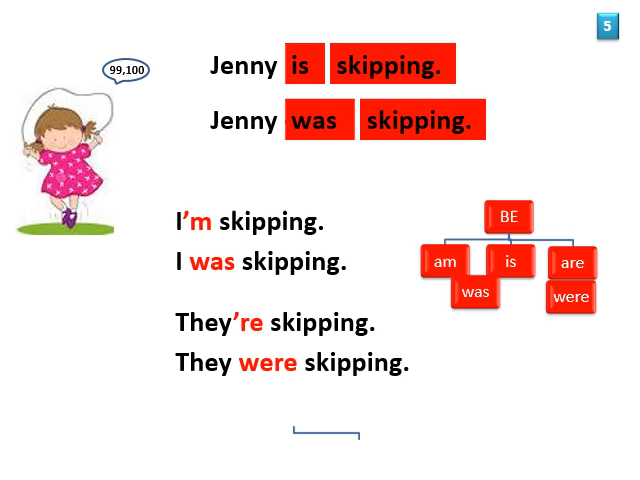 5
99,100
Jenny is skipping.
Jenny was skipping.
I’m skipping.
I was skipping.
They’re skipping.
They were skipping.
BE
am is are
was were